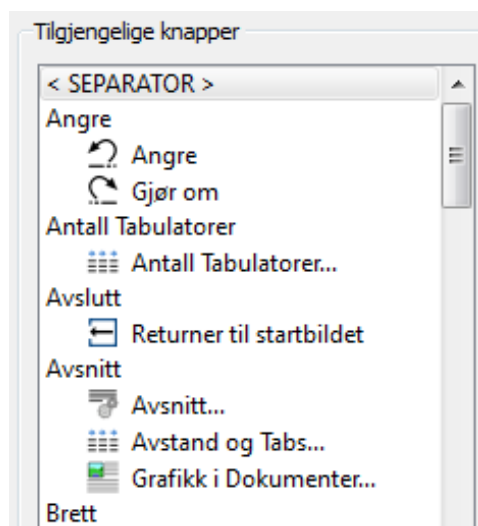 Tilgjengelige knapper
< SEPARATOR >
Angre
Angre
Gjør om
Antall Tabulatorer
Antall Tabulatorer...
Avslutt
Returner til startbildet
Avsnitt
Avsnitt...
Avstand og Tabs...
Grafikk i Dokumenter...
Brett